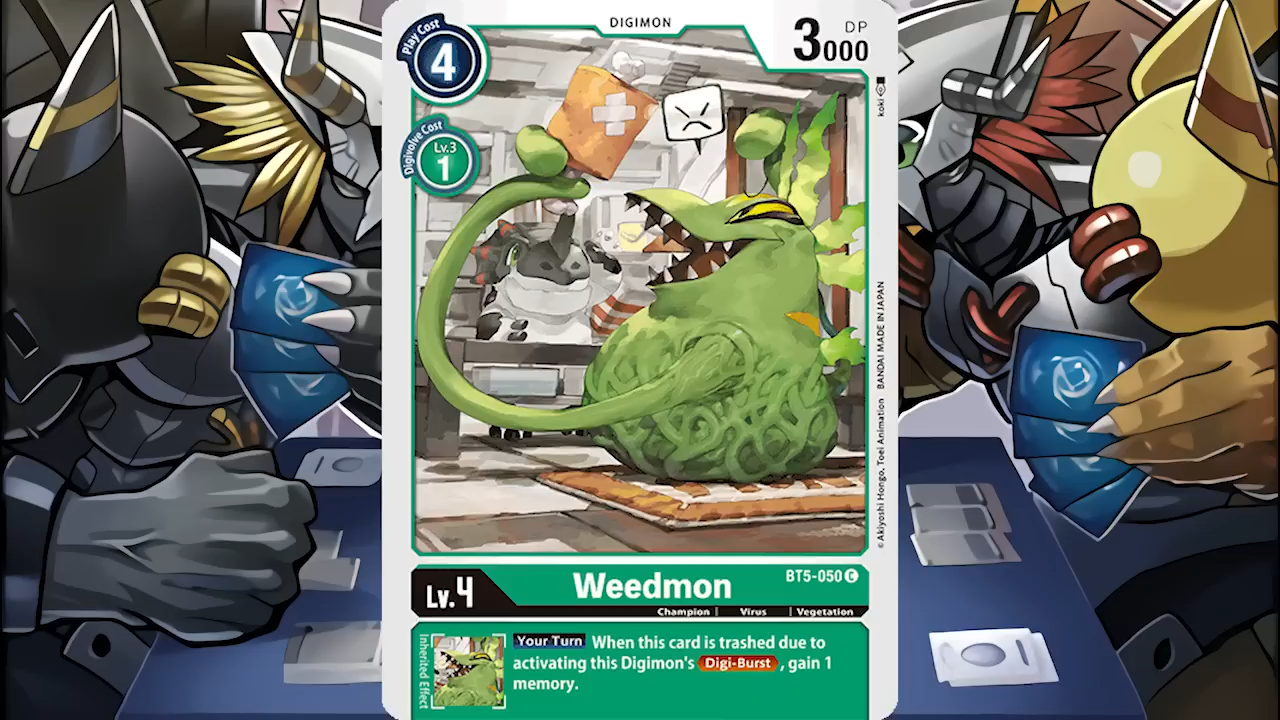 DIGIMON
Play Cost
4
3000
DP
Digivolve Cost
Lv.3
1
koki
©Akiyoshi Hongo, Toei Animation BANDAI MADE IN JAPAN
Lv.4
Weedmon
BT5-050 C
Champion | Virus | Vegetation
Inherited Effect
Your Turn When this card is trashed due to
activating this Digimon's Digi-Burst, gain 1
memory.